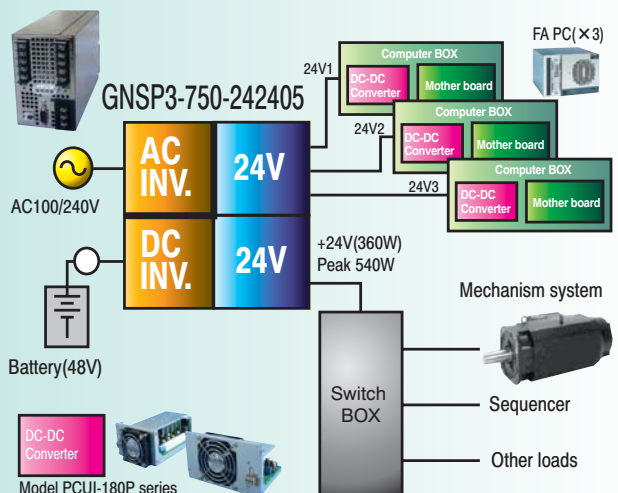 FA PC(×3)
GNSP3-750-242405
24V1
Computer BOX
DC-DC
Converter
Mother board
24V2
Computer BOX
DC-DC
Converter
Mother board
24V3
Computer BOX
DC-DC
Converter
Mother board
AC
INV.
24V
AC100/240V
DC
INV.
24V
+24V(360W)
Peak 540W
Battery(48V)
Mechanism system
Switch
BOX
Sequencer
Other loads
DC-DC
Converter
Model PCUI-180P series